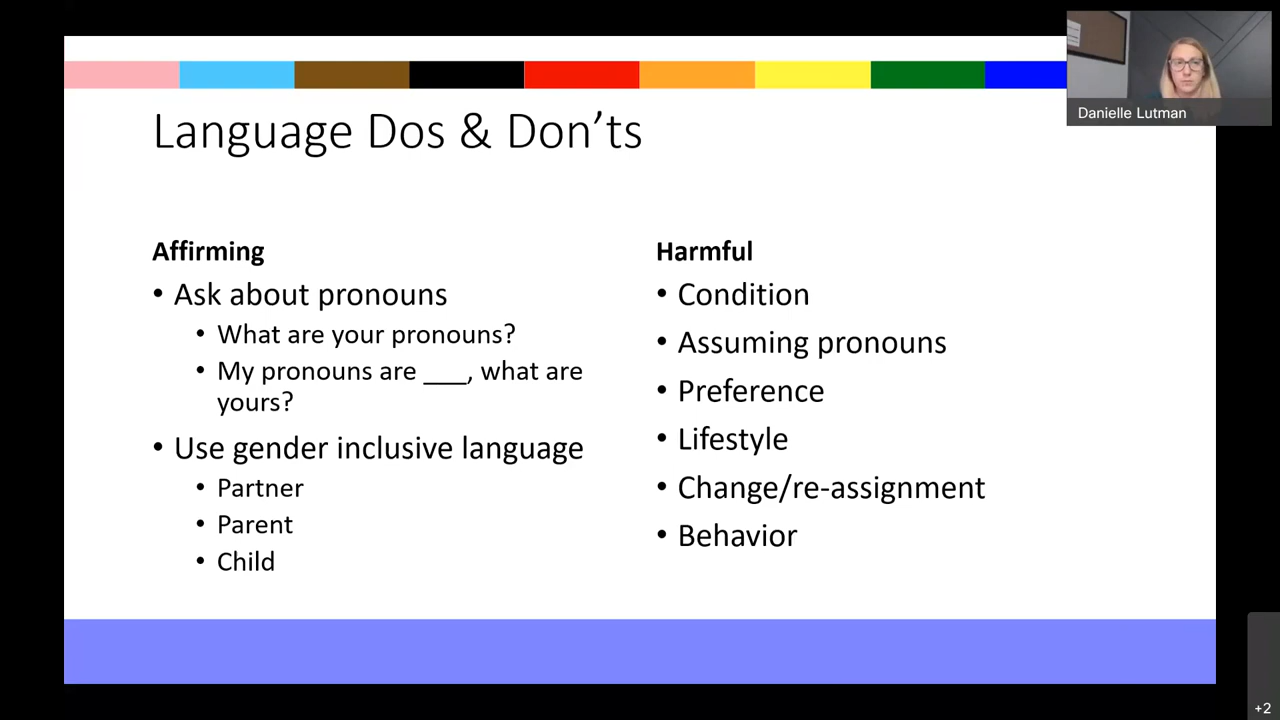 Danielle Lutman
Language Dos & Don’ts
Affirming
• Ask about pronouns
• What are your pronouns?
• My pronouns are ___, what are
yours?
• Use gender inclusive language
• Partner
• Parent
• Child
Harmful
• Condition
• Assuming pronouns
• Preference
• Lifestyle
• Change/re-assignment
• Behavior
+2